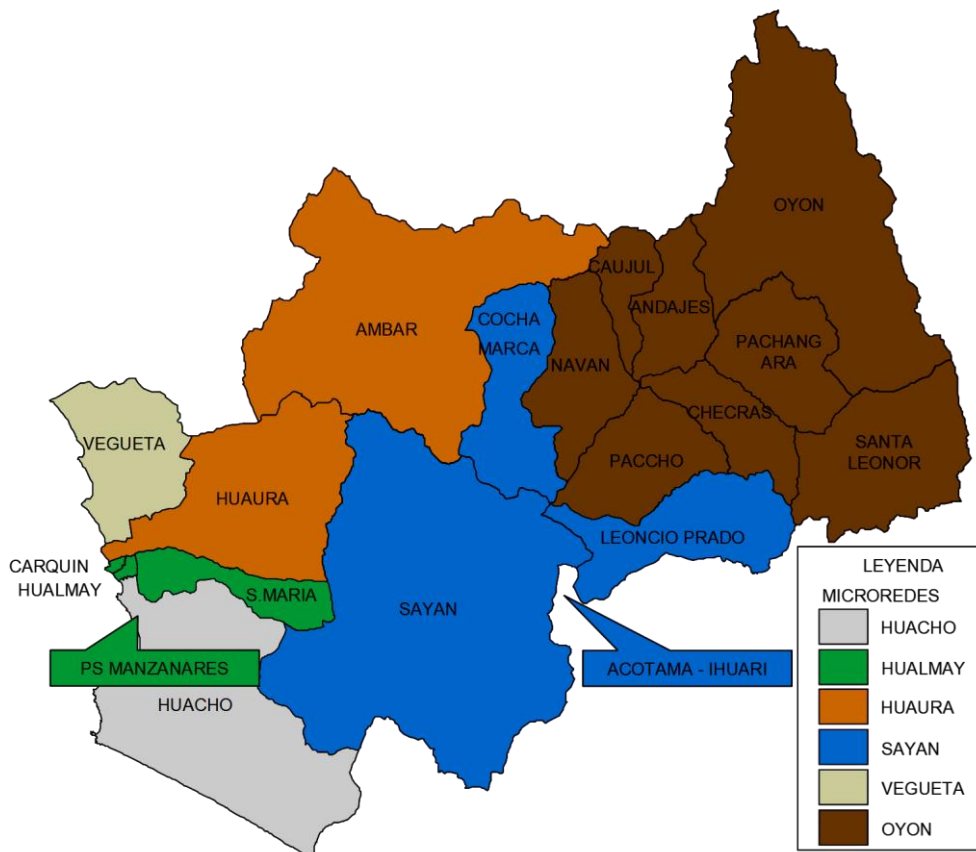 OYON
CAUJUL
ANDAJES
COCHA
MARCA
AMBAR
PACHANG
ARA
NAVAN
CHECRAS
VEGUETA
SANTA
LEONOR
PACCHO
HUAURA
LEONCIO PRADO
CARQUIN
HUALMAY
S.MARIA
SAYAN
PS MANZANARES
ACOTAMA - IHUARI
HUACHO
LEYENDA
MICROREDES
HUACHO
HUALMAY
HUAURA
SAYAN
VEGUETA
OYON